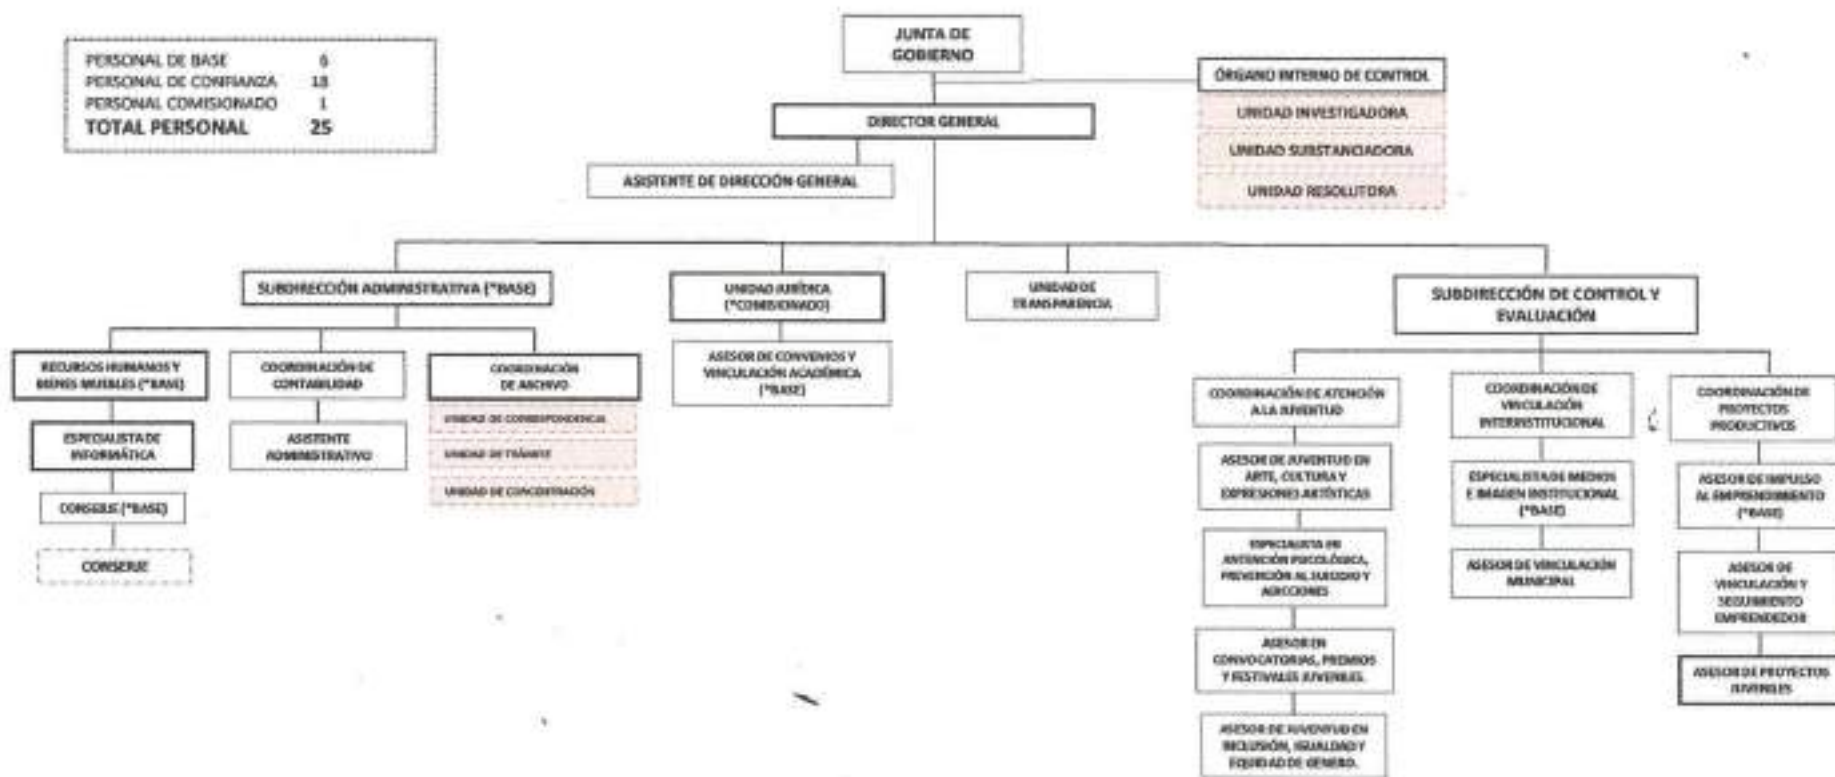 PERSONAL DE BASE 6
PERSONAL DE CONFIANZA 18
PERSONAL COMISIONADO 1
TOTAL PERSONAL 25
JUNTA DE
GOBIERNO
ÓRGANO INTERNO DE CONTROL
UNIDAD INVESTIGADORA
UNIDAD SUBSTANCIADORA
UNIDAD RESOLUTORA
DIRECTOR GENERAL
ASISTENTE DE DIRECCIÓN GENERAL
SUBDIRECCIÓN ADMINISTRATIVA (*BASE)
UNIDAD JURÍDICA
(*COMISIONADO)
UNIDAD DE
TRANSPARENCIA
SUBDIRECCIÓN DE CONTROL Y
EVALUACIÓN
RECURSOS HUMANOS Y
BIENES MUEBLES (*BASE)
ESPECIALISTA DE
INFORMÁTICA
CONSERJE (*BASE)
CONSERJE
COORDINACIÓN DE
CONTABILIDAD
ASISTENTE
ADMINISTRATIVO
COORDINACIÓN
DE ARCHIVO
UNIDAD DE CORRESPONDENCIA
UNIDAD DE TRÁMITE
UNIDAD DE CONCENTRACIÓN
ASESOR DE CONVENIOS Y
VINCULACIÓN ACADÉMICA
(*BASE)
COORDINACIÓN DE ATENCIÓN
A LA JUVENTUD
ASESOR DE JUVENTUD EN
ARTE, CULTURA Y
EXPRESIONES ARTÍSTICAS
ESPECIALISTA EN
ANTENCIÓN PSICOLÓGICA,
PREVENCIÓN AL SUICIDIO Y
ADICCIONES
ASESOR EN
CONVOCATORIAS, PREMIOS
Y FESTIVALES JUVENILES.
ASESOR DE JUVENTUD EN
INCLUSIÓN, IGUALDAD Y
EQUIDAD DE GENERO.
COORDINACIÓN DE
VINCULACIÓN
INTERINSTITUCIONAL
ESPECIALISTA DE MEDIOS
E IMAGEN INSTITUCIONAL
(*BASE)
ASESOR DE VINCULACIÓN
MUNICIPAL
COORDINACIÓN DE
PROYECTOS
PRODUCTIVOS
ASESOR DE IMPULSO
AL EMPRENDIMIENTO
(*BASE)
ASESOR DE
VINCULACIÓN Y
SEGUIMIENTO
EMPRENDEDOR
ASESOR DE PROYECTOS
JUVENILES